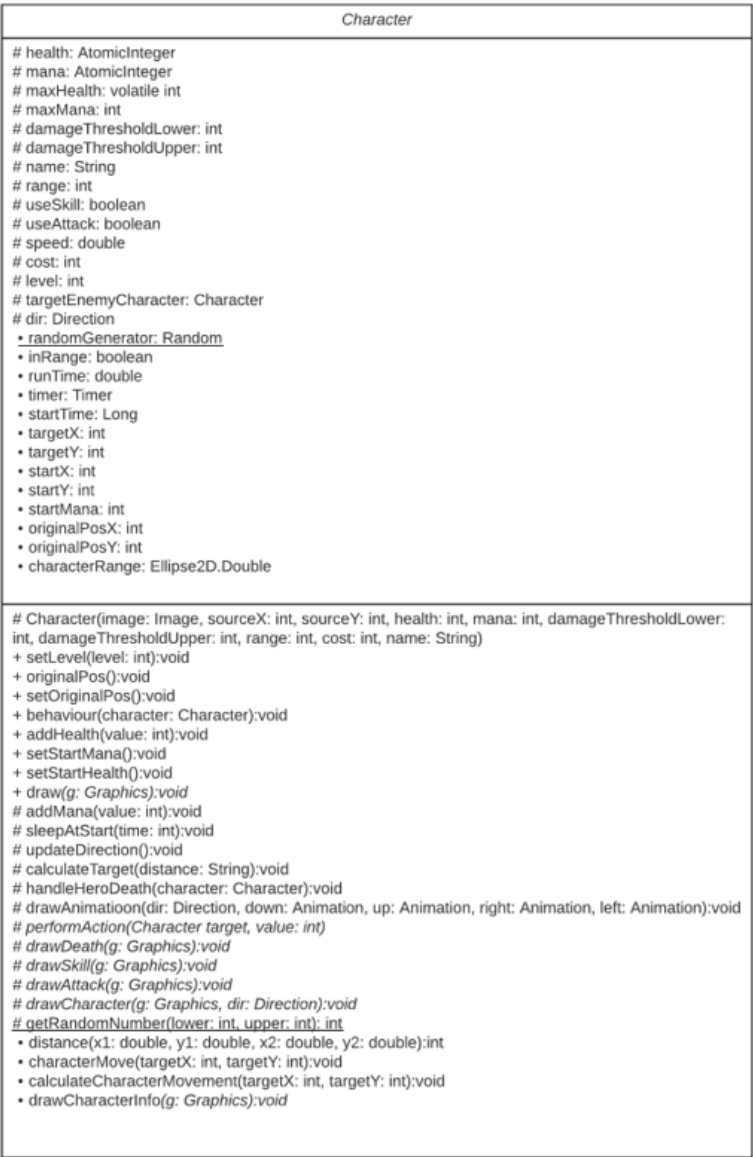 Character
# health: AtomicInteger
# mana: AtomicInteger
# maxHealth: volatile int
# maxMana: int
# damageThresholdLower: int
# damageThresholdUpper: int
# name: String
# range: int
# useSkill: boolean
# useAttack: boolean
# speed: double
# cost: int
# level: int
# targetEnemyCharacter: Character
# dir: Direction
• randomGenerator: Random
• inRange: boolean
• runTime: double
• timer: Timer
• startTime: Long
• targetX: int
• targetY: int
• startX: int
• startY: int
• startMana: int
• originalPosX: int
• originalPosY: int
• characterRange: Ellipse2D.Double
# Character(image: Image, sourceX: int, sourceY: int, health: int, mana: int, damageThresholdLower:
int, damageThresholdUpper: int, range: int, cost: int, name: String)
+ setLevel(level: int):void
+ originalPos():void
+ setOriginalPos():void
+ behaviour(character: Character):void
+ addHealth(value: int):void
+ setStartMana():void
+ setStartHealth():void
+ draw(g: Graphics):void
# addMana(value: int):void
# sleepAtStart(time: int):void
# updateDirection():void
# calculateTarget(distance: String):void
# handleHeroDeath(character: Character):void
# drawAnimatioon(dir: Direction, down: Animation, up: Animation, right: Animation, left: Animation):void
# performAction(Character target, value: int)
# drawDeath(g: Graphics):void
# drawSkill(g: Graphics):void
# drawAttack(g: Graphics):void
# drawCharacter(g: Graphics, dir: Direction):void
# getRandomNumber(lower: int, upper: int): int
• distance(x1: double, y1: double, x2: double, y2: double):int
• characterMove(targetX: int, targetY: int):void
• calculateCharacterMovement(targetX: int, targetY: int):void
• drawCharacterInfo(g: Graphics):void